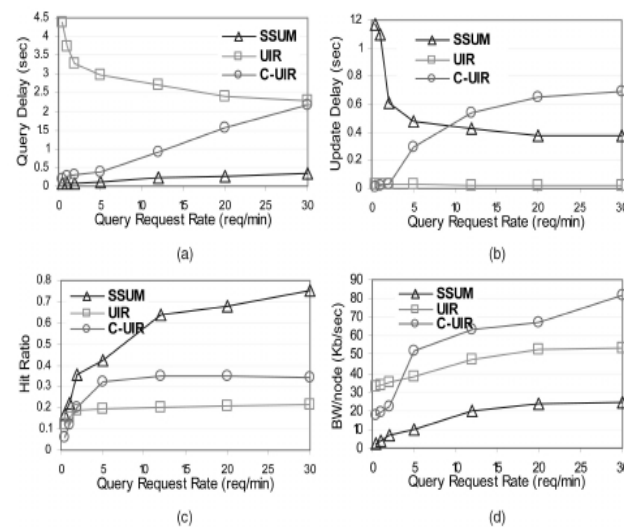 4.5
4
3.5
3
2.5
2
1.5
1
0.5
0
Query Delay (sec)
SSUM
UIR
C-UIR
0 5 10 15 20 25 30
Query Request Rate (req/min)
(a)
1.2
1
0.8
0.6
0.4
0.2
0
Update Delay (sec)
SSUM
UIR
C-UIR
0 5 10 15 20 25 30
Query Request Rate (req/min)
(b)
0.8
0.7
0.6
0.5
0.4
0.3
0.2
0.1
0
Hit Ratio
SSUM
UIR
C-UIR
0 5 10 15 20 25 30
Query Request Rate (req/min)
(c)
90
80
70
60
50
40
30
20
10
0
BW/node (Kb/sec)
SSUM
UIR
C-UIR
0 5 10 15 20 25 30
Query Request Rate (req/min)
(d)